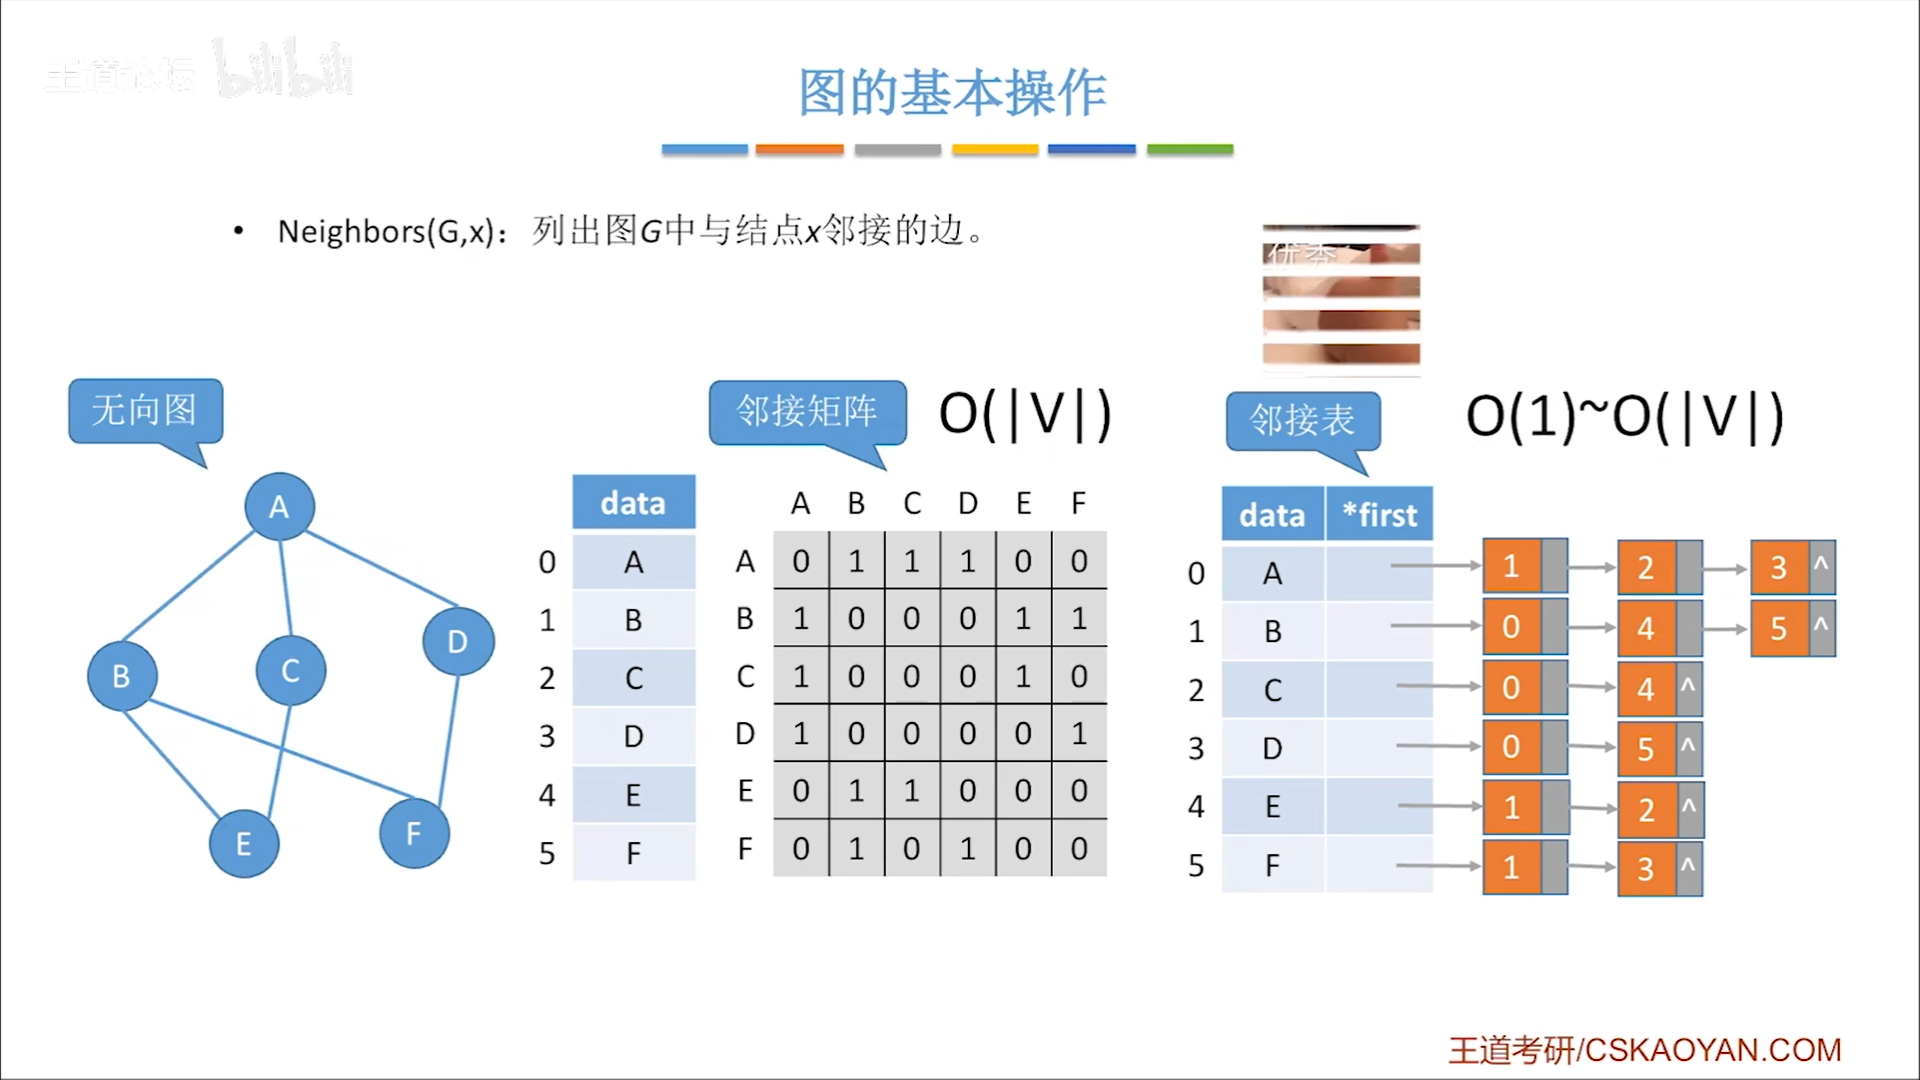 王道论坛 bilibili
图的基本操作
• Neighbors(G,x)：列出图G中与结点x邻接的边。
优秀
无向图
邻接矩阵 O(|V|)
邻接表 O(1)~O(|V|)
A
B
C
D
E
F
data
0 A
1 B
2 C
3 D
4 E
5 F
A B C D E F
A 0 1 1 1 0 0
B 1 0 0 0 1 1
C 1 0 0 0 1 0
D 1 0 0 0 0 1
E 0 1 1 0 0 0
F 0 1 0 1 0 0
data *first
0 A 1 2 3 ^
1 B 0 4 5 ^
2 C 0 4 ^
3 D 0 5 ^
4 E 1 2 ^
5 F 1 3 ^
王道考研/CSKAOYAN.COM